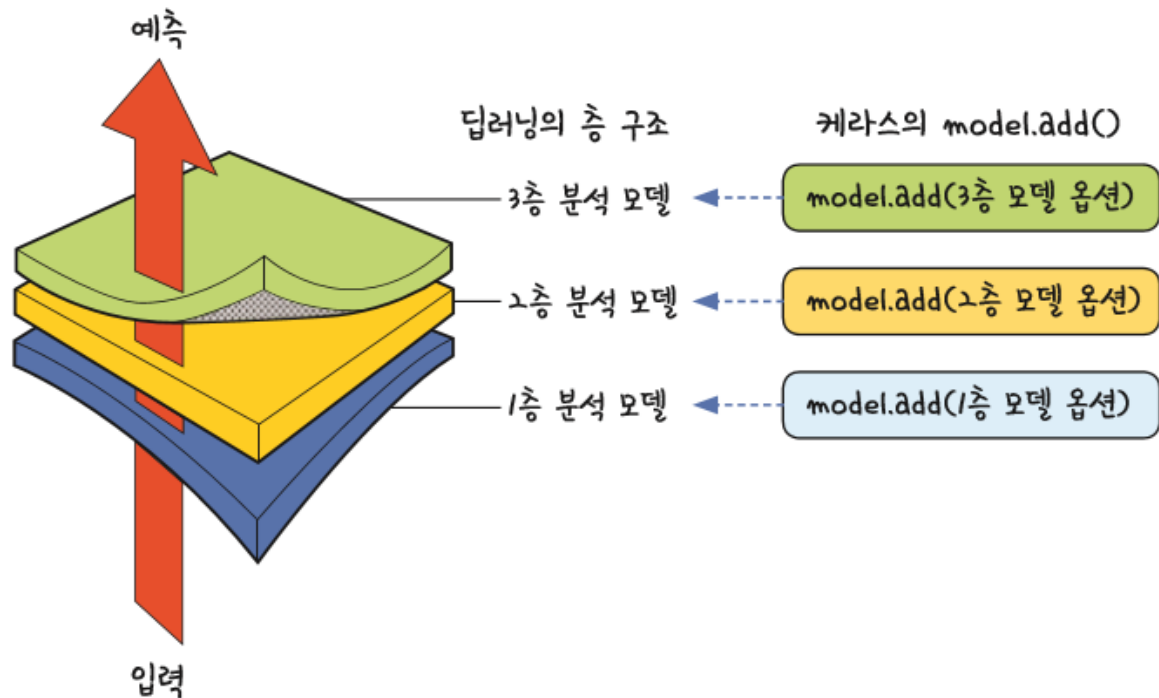 예측
딥러닝의 층 구조
케라스의 model.add()
3층 분석 모델
model.add(3층 모델 옵션)
2층 분석 모델
model.add(2층 모델 옵션)
1층 분석 모델
model.add(1층 모델 옵션)
입력